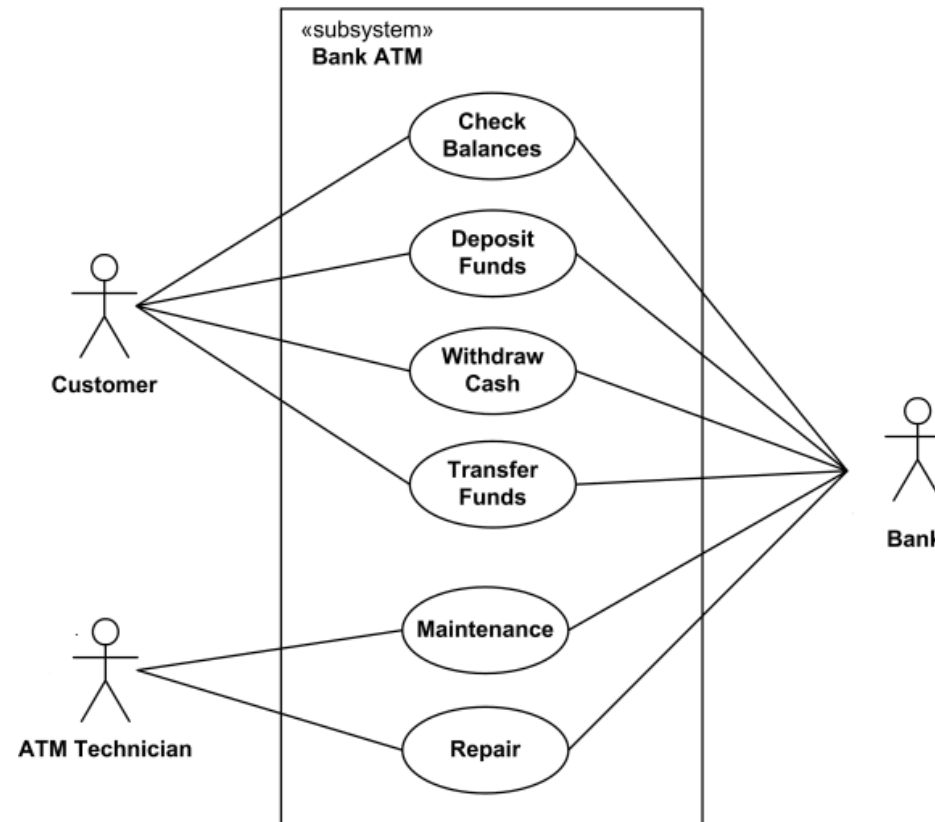 «subsystem»
Bank ATM
Check
Balances
Deposit
Funds
Customer
Withdraw
Cash
Transfer
Funds
Bank
ATM Technician
Maintenance
Repair